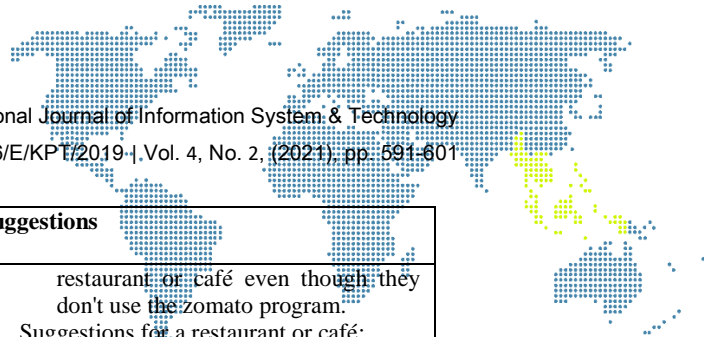 onal Journal of Information System & Technology
6/E/KPT/2019 | Vol. 4, No. 2, (2021), pp. 591-601
uggestions
restaurant or café even though they
don't use the zomato program.
Suggestions for a restaurant or café: